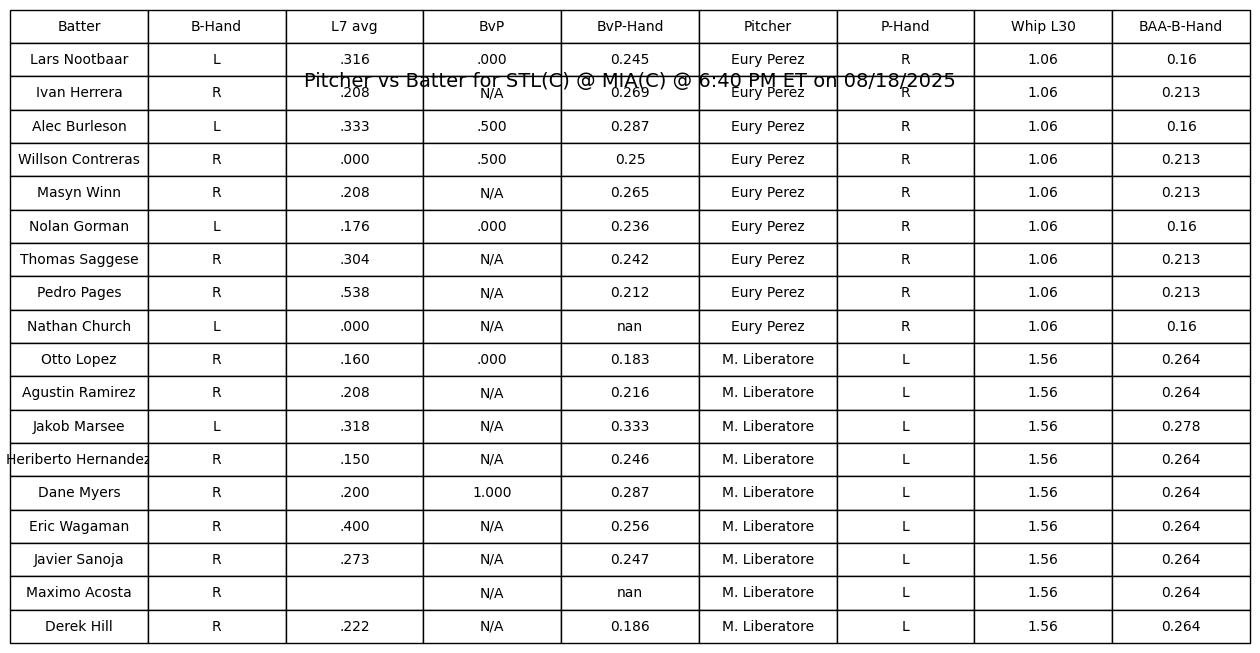 Batter B-Hand L7 avg BvP BvP-Hand Pitcher P-Hand Whip L30 BAA-B-Hand
Lars Nootbaar L .316 .000 0.245 Eury Perez R 1.06 0.16
Pitcher vs Batter for STL(C) @ MIA(C) @ 6:40 PM ET on 08/18/2025
Ivan Herrera R .208 N/A 0.269 Eury Perez R 1.06 0.213
Alec Burleson L .333 .500 0.287 Eury Perez R 1.06 0.16
Willson Contreras R .000 .500 0.25 Eury Perez R 1.06 0.213
Masyn Winn R .208 N/A 0.265 Eury Perez R 1.06 0.213
Nolan Gorman L .176 .000 0.236 Eury Perez R 1.06 0.16
Thomas Saggese R .304 N/A 0.242 Eury Perez R 1.06 0.213
Pedro Pages R .538 N/A 0.212 Eury Perez R 1.06 0.213
Nathan Church L .000 N/A nan Eury Perez R 1.06 0.16
Otto Lopez R .160 .000 0.183 M. Liberatore L 1.56 0.264
Agustin Ramirez R .208 N/A 0.216 M. Liberatore L 1.56 0.264
Jakob Marsee L .318 N/A 0.333 M. Liberatore L 1.56 0.278
Heriberto Hernandez R .150 N/A 0.246 M. Liberatore L 1.56 0.264
Dane Myers R .200 1.000 0.287 M. Liberatore L 1.56 0.264
Eric Wagaman R .400 N/A 0.256 M. Liberatore L 1.56 0.264
Javier Sanoja R .273 N/A 0.247 M. Liberatore L 1.56 0.264
Maximo Acosta R N/A nan M. Liberatore L 1.56 0.264
Derek Hill R .222 N/A 0.186 M. Liberatore L 1.56 0.264